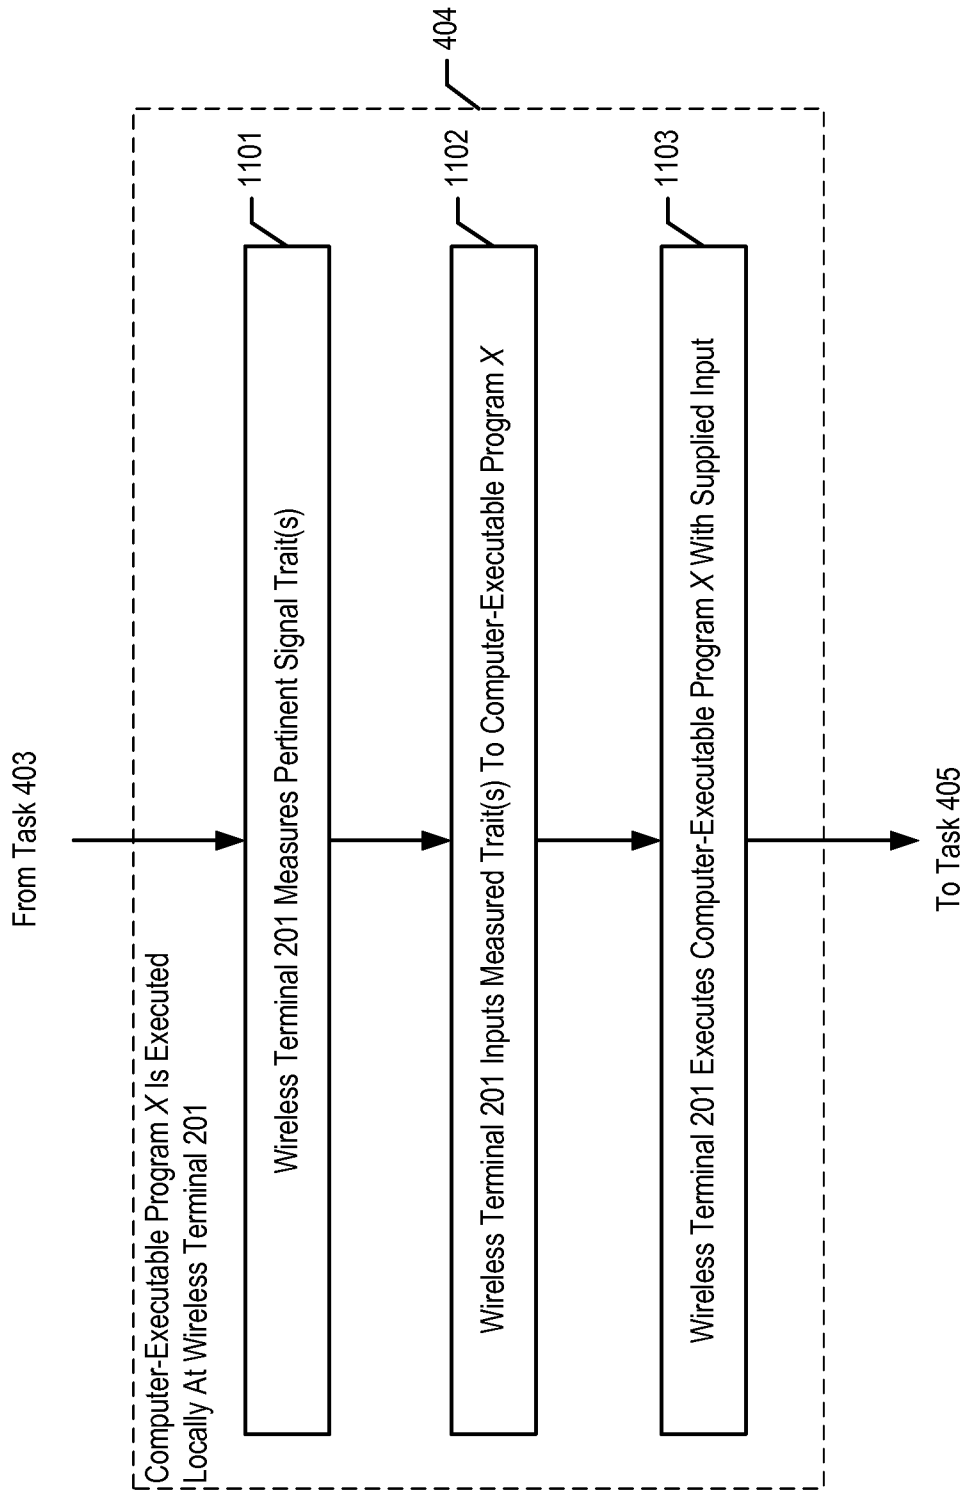 From Task 403
404
Computer-Executable Program X Is Executed
Locally At Wireless Terminal 201
1101
Wireless Terminal 201 Measures Pertinent Signal Trait(s)
1102
Wireless Terminal 201 Inputs Measured Trait(s) To Computer-Executable Program X
1103
Wireless Terminal 201 Executes Computer-Executable Program X With Supplied Input
To Task 405